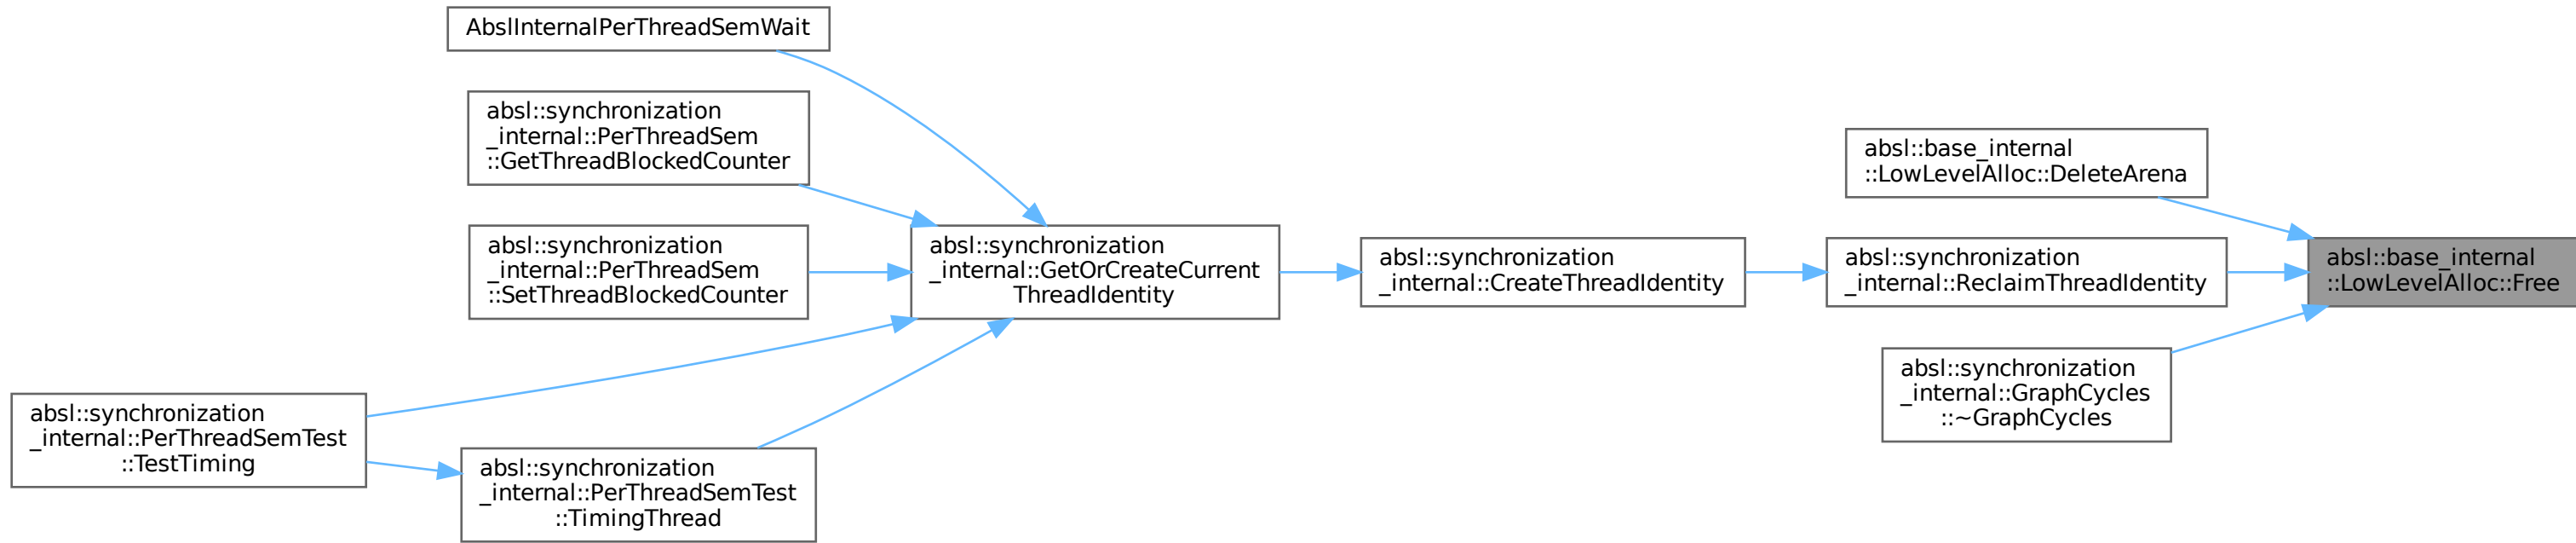 AbslInternalPerThreadSemWait
absl::synchronization
_internal::PerThreadSem
::GetThreadBlockedCounter
absl::synchronization
_internal::PerThreadSem
::SetThreadBlockedCounter
absl::synchronization
_internal::PerThreadSemTest
::TestTiming
absl::synchronization
_internal::PerThreadSemTest
::TimingThread
absl::synchronization
_internal::GetOrCreateCurrent
ThreadIdentity
absl::synchronization
_internal::CreateThreadIdentity
absl::base_internal
::LowLevelAlloc::DeleteArena
absl::synchronization
_internal::ReclaimThreadIdentity
absl::synchronization
_internal::GraphCycles
::~GraphCycles
absl::base_internal
::LowLevelAlloc::Free